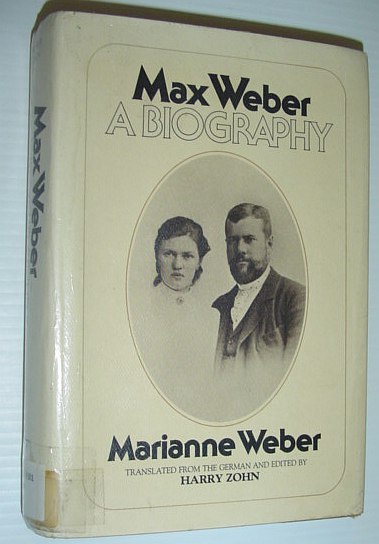 Max Weber
A BIOGRAPHY
Marianne Weber
TRANSLATED FROM THE GERMAN AND EDITED BY
HARRY ZOHN
Max Weber